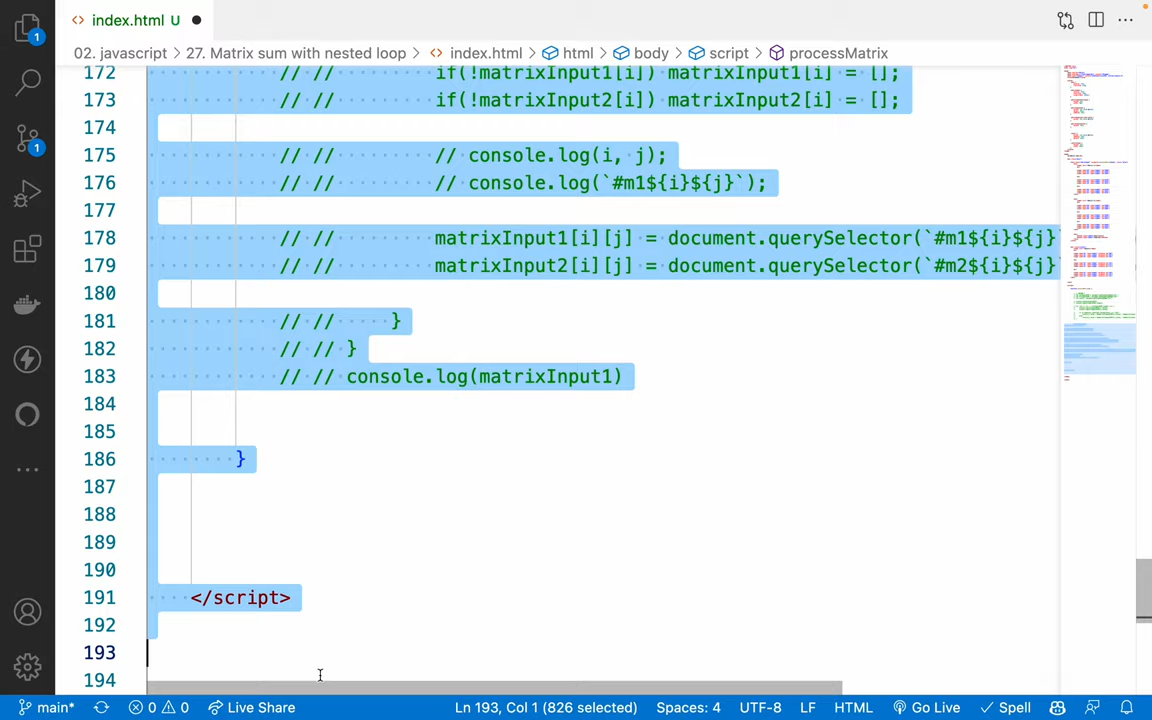 index.html U
02. javascript > 27. Matrix sum with nested loop > index.html > html > body > script > processMatrix
1
1
172 // // if(!matrixInput1[i]) matrixInput1[i] = [];
173 // // if(!matrixInput2[i]) matrixInput2[i] = [];
174
175 // // // console.log(i, j);
176 // // // console.log(`#m1${i}${j}`);
177
178 // // matrixInput1[i][j] = document.querySelector(`#m1${i}${j}`
179 // // matrixInput2[i][j] = document.querySelector(`#m2${i}${j}`
180
181 // // }
182 // // }
183 // // console.log(matrixInput1)
184
185
186 }
187
188
189
190
191 </script>
192
193
194
main* 0 0 Live Share Ln 193, Col 1 (826 selected) Spaces: 4 UTF-8 LF HTML Go Live Spell